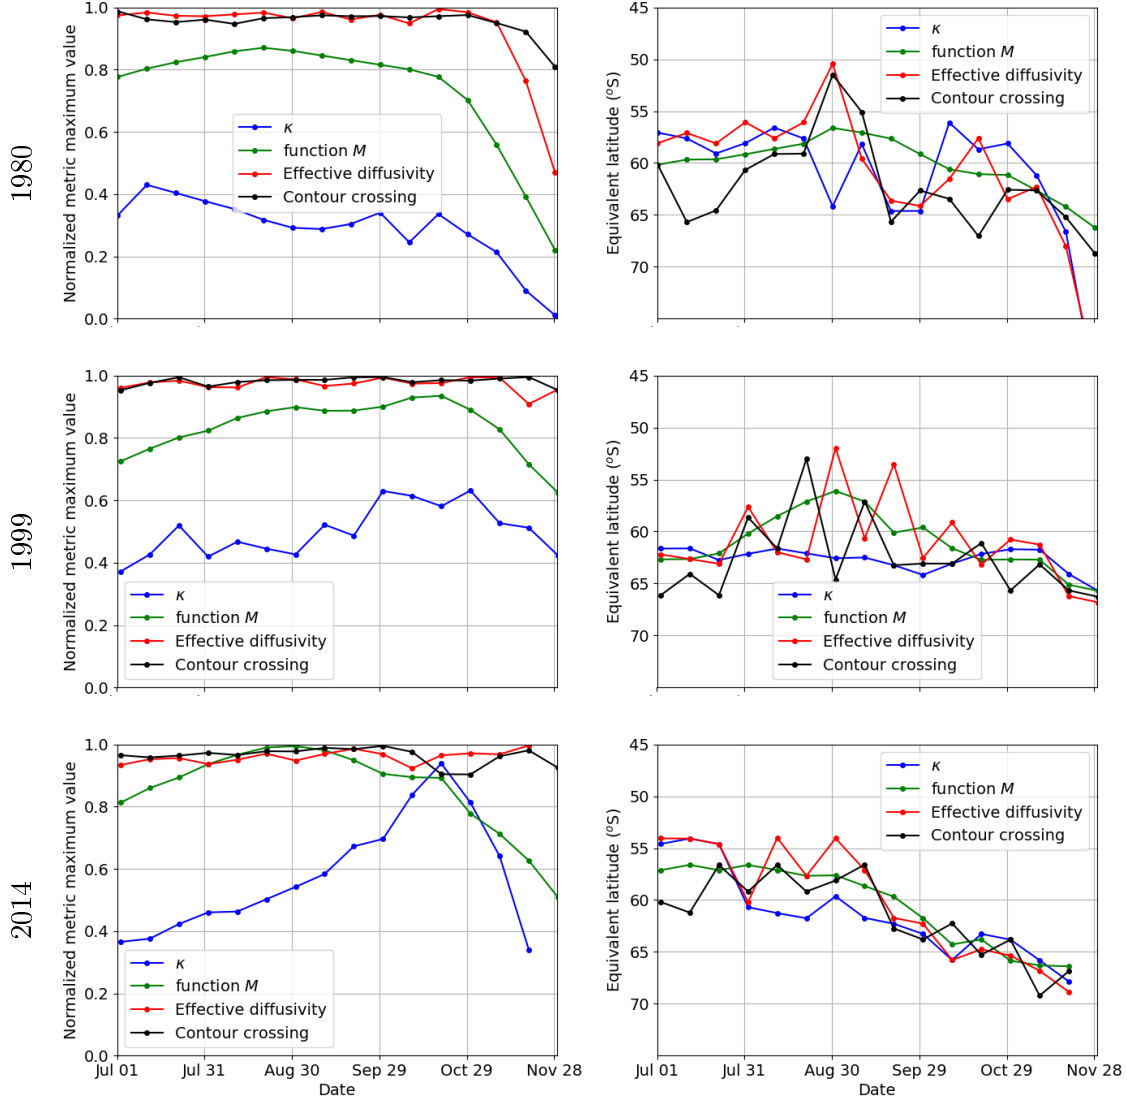 1980
Normalized metric maximum value
1.0
0.8
0.6
0.4
0.2
0.0
κ
function M
Effective diffusivity
Contour crossing
Equivalent latitude (°S)
45
50
55
60
65
70
κ
function M
Effective diffusivity
Contour crossing
1999
Normalized metric maximum value
1.0
0.8
0.6
0.4
0.2
0.0
κ
function M
Effective diffusivity
Contour crossing
Equivalent latitude (°S)
45
50
55
60
65
70
κ
function M
Effective diffusivity
Contour crossing
2014
Normalized metric maximum value
1.0
0.8
0.6
0.4
0.2
0.0
κ
function M
Effective diffusivity
Contour crossing
Jul 01 Jul 31 Aug 30 Sep 29 Oct 29 Nov 28
Date
Equivalent latitude (°S)
45
50
55
60
65
70
κ
function M
Effective diffusivity
Contour crossing
Jul 01 Jul 31 Aug 30 Sep 29 Oct 29 Nov 28
Date